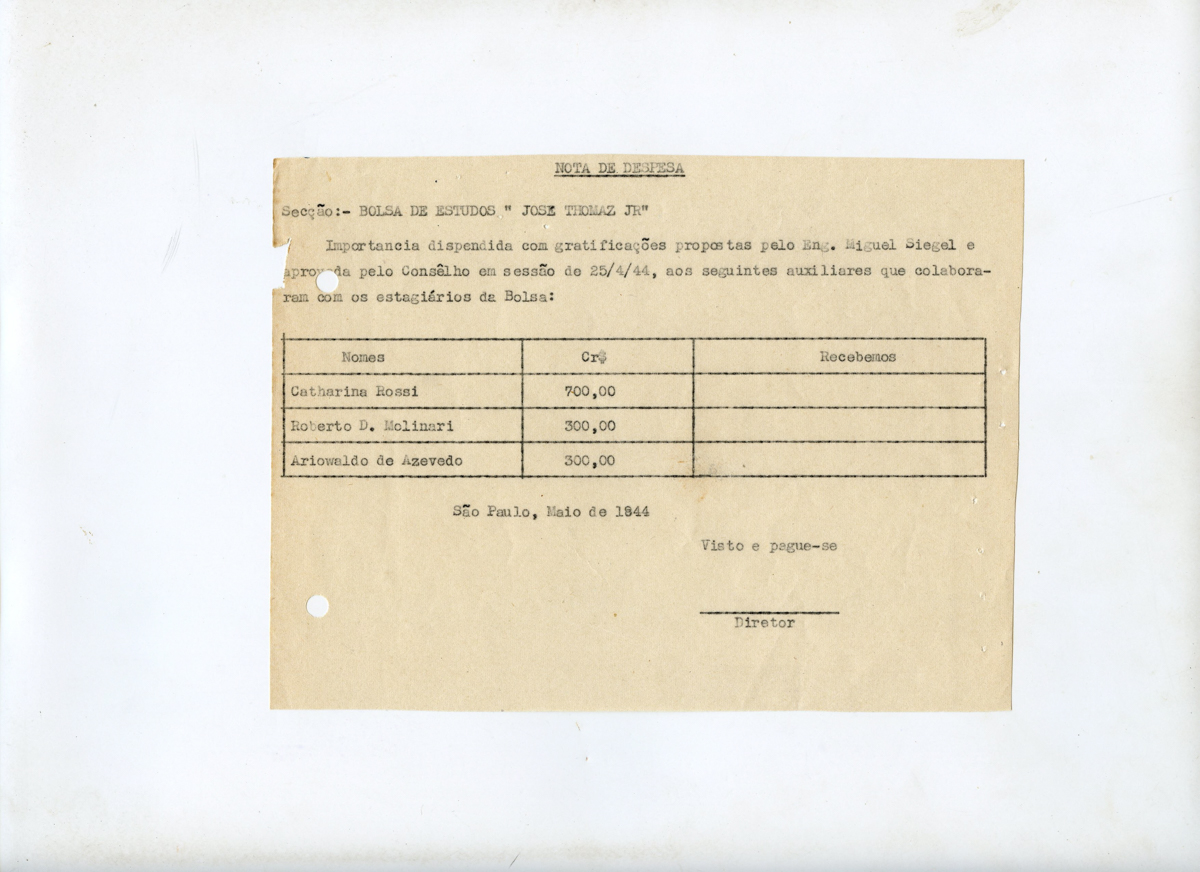 NOTA DE DESPESA
Secção:- BOLSA DE ESTUDOS " JOSE THOMAZ JR"
Importancia dispendida com gratificações propostas pelo Eng. Miguel Siegel e
aprovada pelo Consêlho em sessão de 25/4/44, aos seguintes auxiliares que colabora-
ram com os estagiários da Bolsa:
Nomes Cr$ Recebemos
Catharina Rossi 700,00
Roberto D. Molinari 300,00
Ariowaldo de Azevedo 300,00
São Paulo, Maio de 1944
Visto e pague-se
Diretor